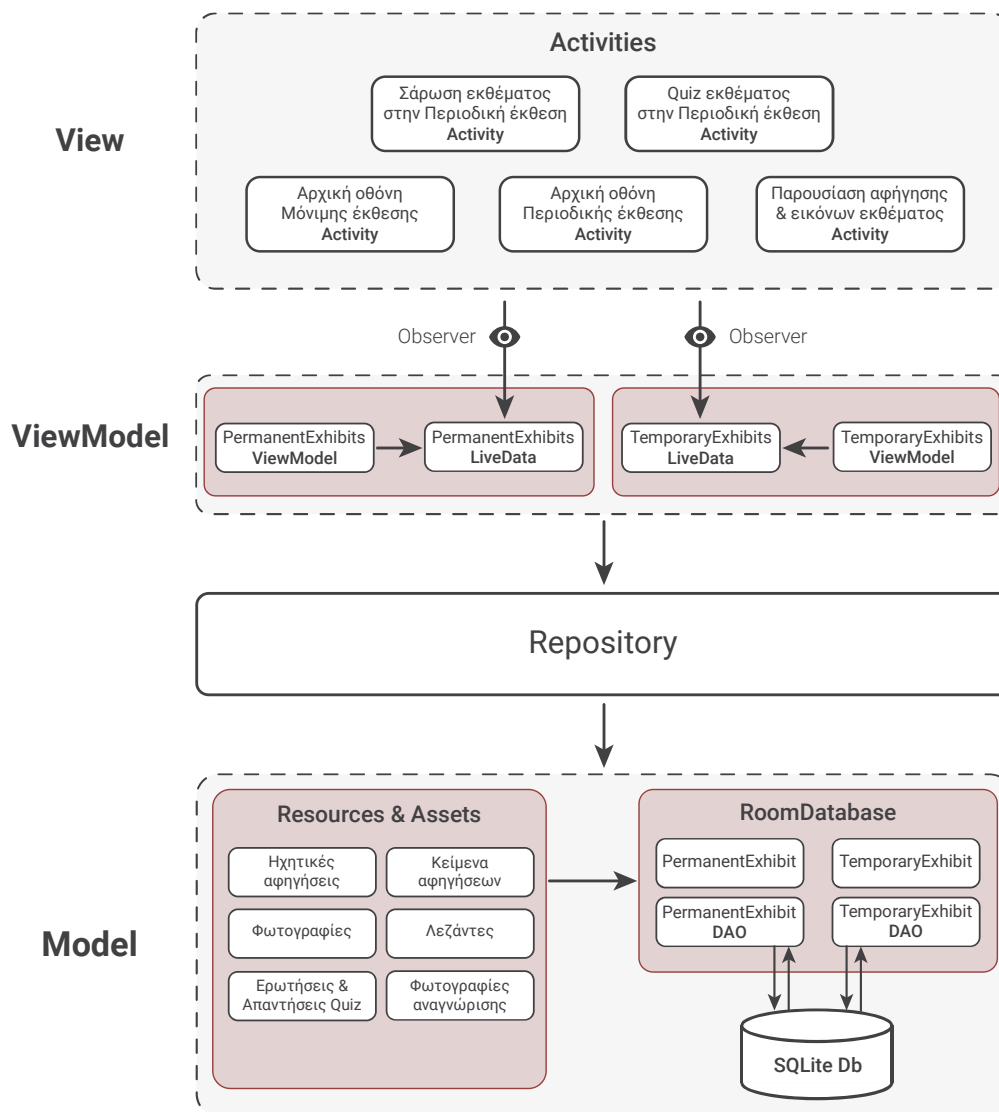 Activities
Σάρωση εκθέματος
στην Περιοδική έκθεση
Activity
Quiz εκθέματος
στην Περιοδική έκθεση
Activity
View
Αρχική οθόνη
Μόνιμης έκθεσης
Activity
Αρχική οθόνη
Περιοδικής έκθεσης
Activity
Παρουσίαση αφήγησης
& εικόνων εκθέματος
Activity
Observer
Observer
ViewModel
PermanentExhibits
ViewModel
PermanentExhibits
LiveData
TemporaryExhibits
LiveData
TemporaryExhibits
ViewModel
Repository
Model
Resources & Assets
Ηχητικές
αφηγήσεις
Κείμενα
αφηγήσεων
Φωτογραφίες
Λεζάντες
Ερωτήσεις &
Απαντήσεις Quiz
Φωτογραφίες
αναγνώρισης
RoomDatabase
PermanentExhibit
TemporaryExhibit
PermanentExhibit
DAO
TemporaryExhibit
DAO
SQLite Db